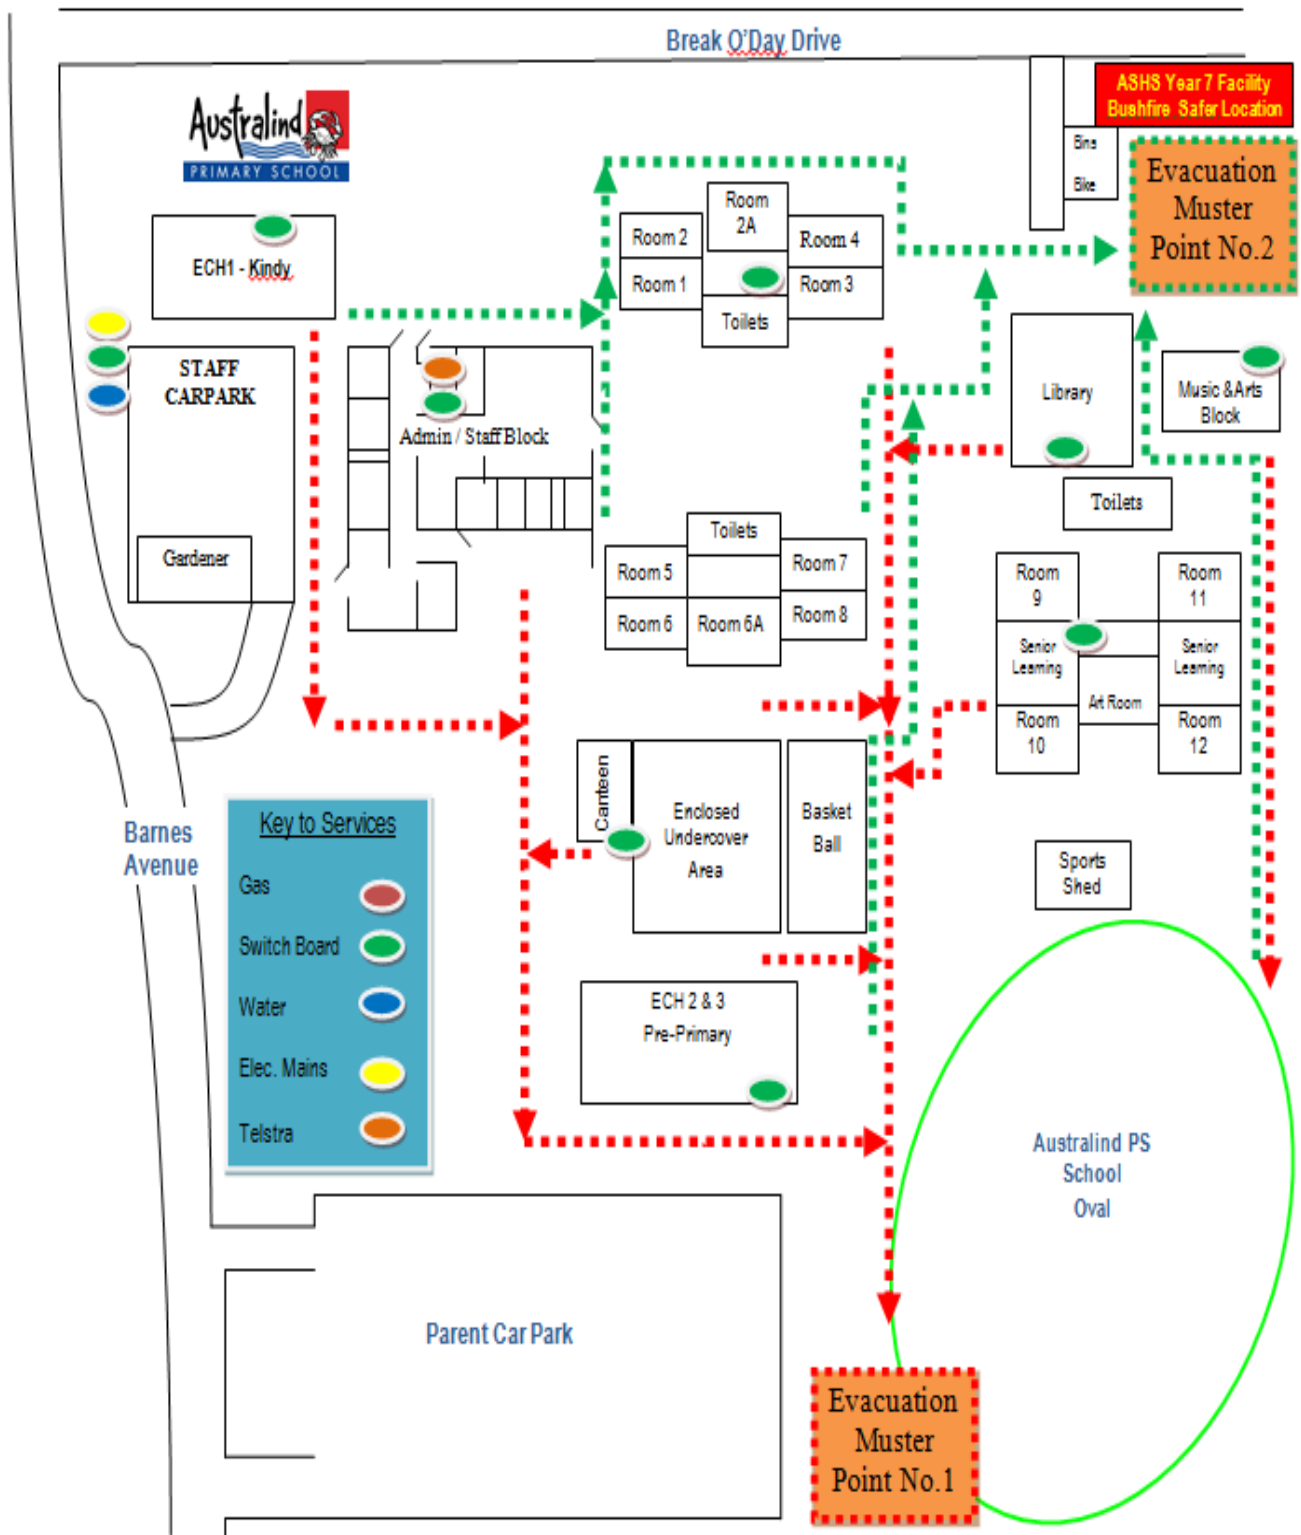 Break O'Day Drive
ASHS Year 7 Facility
Bushfire Safer Location
Australind
PRIMARY SCHOOL
Bins
Bike
Evacuation
Muster
Point No.2
Room
2A
Room 2
Room 4
Room 1
Room 3
Toilets
ECH1 - Kindy
STAFF
CARPARK
Admin / Staff Block
Library
Music & Arts
Block
Toilets
Gardener
Toilets
Room 5
Room 7
Room 6
Room 6A
Room 8
Room
9
Room
11
Senior
Learning
Senior
Learning
Art Room
Room
10
Room
12
Canteen
Enclosed
Undercover
Area
Basket
Ball
Sports
Shed
Barnes
Avenue
Key to Services
Gas
Switch Board
Water
Elec. Mains
Telstra
ECH 2 & 3
Pre-Primary
Australind PS
School
Oval
Parent Car Park
Evacuation
Muster
Point No.1